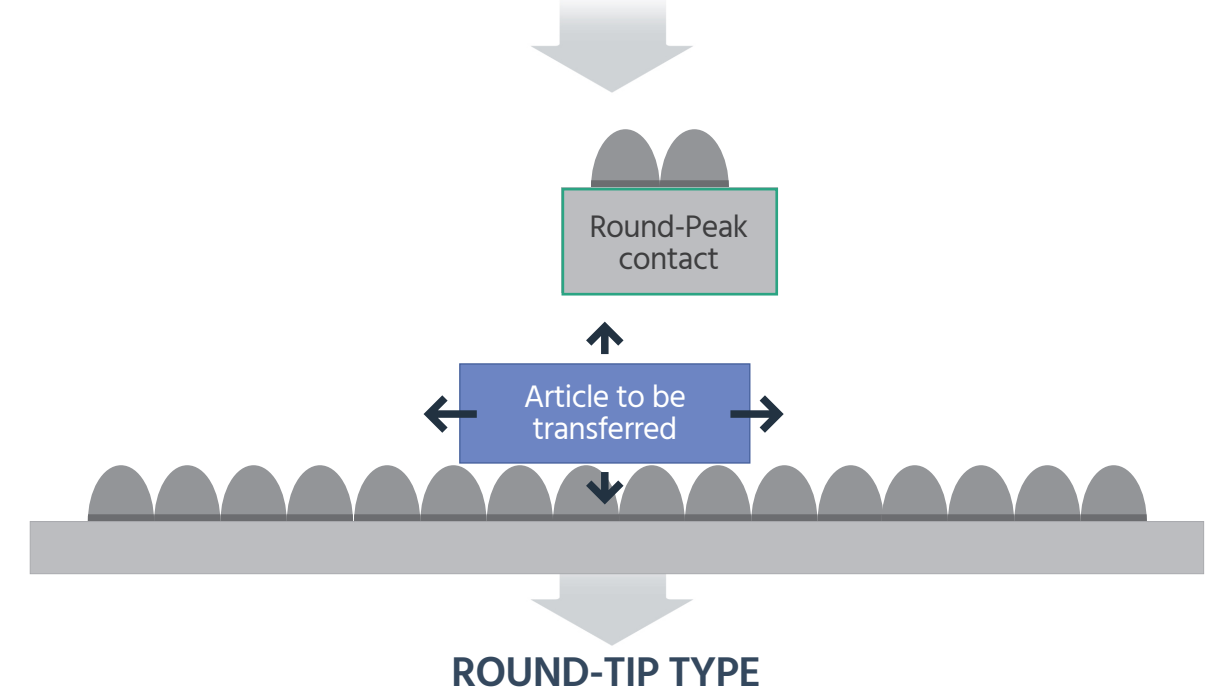 Round-Peak
contact
Article to be
transferred
ROUND-TIP TYPE